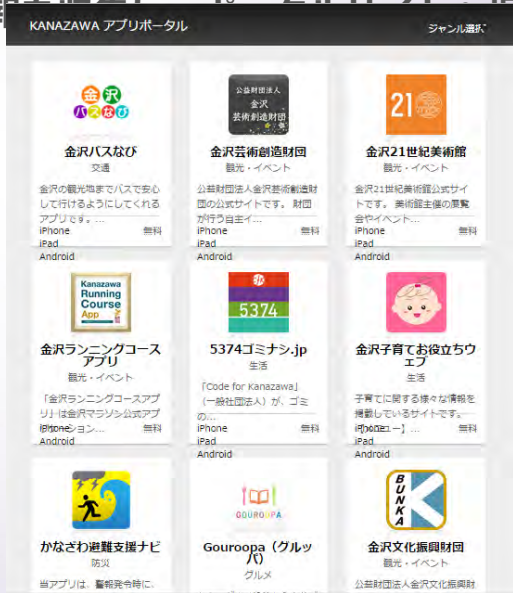 KANAZAWA アプリポータル
ジャンル選択
金沢
バスなび
金沢バスなび
交通
金沢の観光地までバスで安心
して行けるようにしてくれる
アプリです。...
iPhone 無料
iPad
Android
公益財団法人
金沢
芸術創造財団
金沢芸術創造財団
観光・イベント
公益財団法人金沢芸術創造財
団の公式サイトです。 財団
が行う自主イ...
iPhone 無料
iPad
Android
21
金沢21世紀美術館
観光・イベント
金沢21世紀美術館公式サイ
トです。 美術館主催の展覧
会やイベント...
iPhone 無料
iPad
Android
Kanazawa
Running
Course
App
金沢ランニングコース
アプリ
観光・イベント
「金沢ランニングコースアプ
リ」は金沢マラソン公式アプ
iPhone 無料
iPad
Android
5374
5374ゴミナシ.jp
生活
「Code for Kanazawa」
（一般社団法人）が、ゴミ
の...
iPhone 無料
iPad
Android
金沢子育てお役立ちウ
ェブ
生活
子育てに関する様々な情報を
掲載しているサイトです。
無料
iPad
Android
かなざわ避難支援ナビ
防災
当アプリは、警報発令時に、
GOUROUPA
Gouroopa（グルッ
パ）
グルメ
BUNKA
金沢文化振興財団
観光・イベント
公益財団法人金沢文化振興財